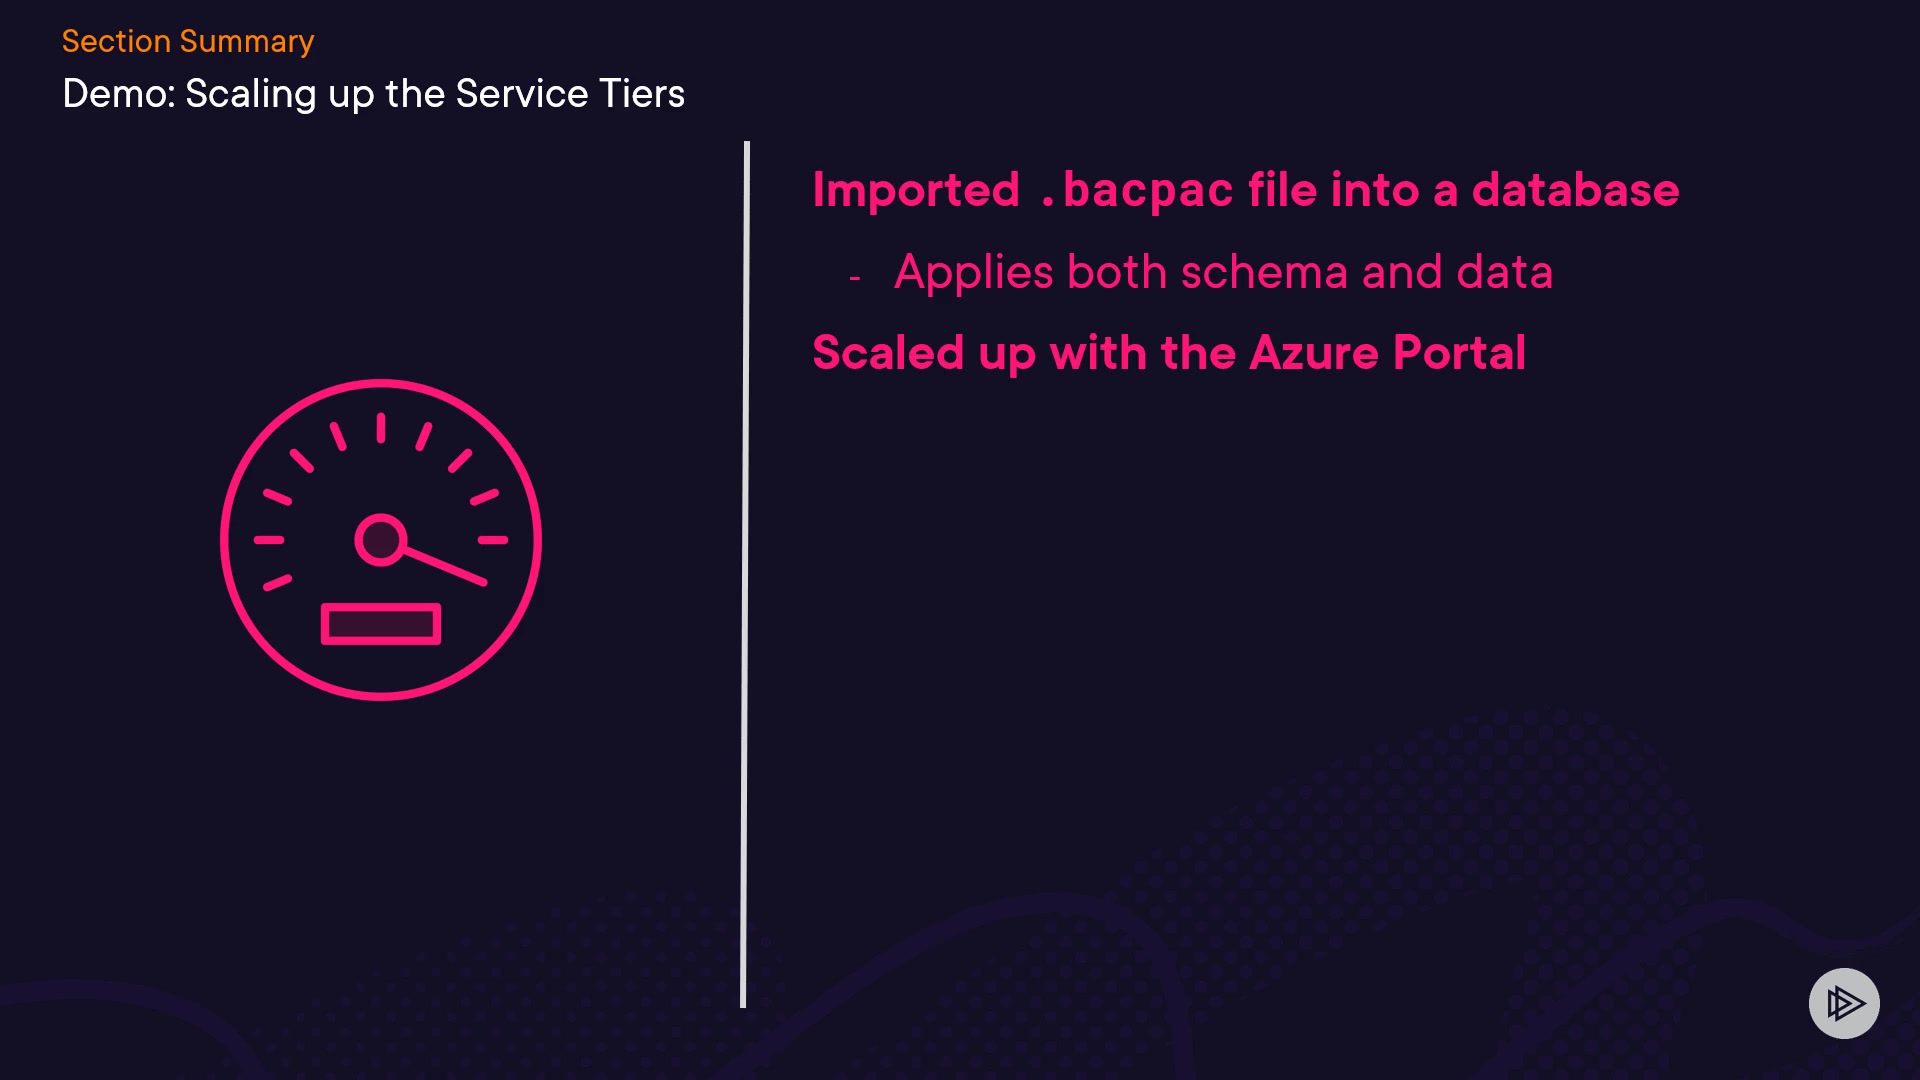 Section Summary
Demo: Scaling up the Service Tiers
Imported .bacpac file into a database
- Applies both schema and data
Scaled up with the Azure Portal